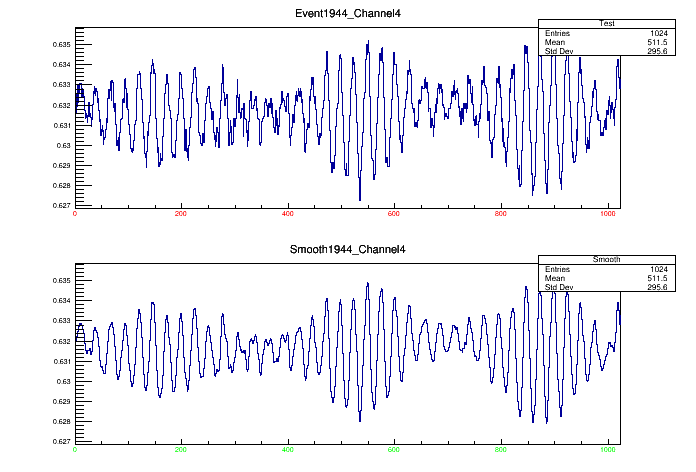 Event1944_Channel4
Test
Entries 1024
Mean 511.5
Std Dev 295.6
0.635
0.634
0.633
0.632
0.631
0.63
0.629
0.628
0.627
0 200 400 600 800 1000
Smooth1944_Channel4
Smooth
Entries 1024
Mean 511.5
Std Dev 295.6
0.635
0.634
0.633
0.632
0.631
0.63
0.629
0.628
0.627
0 200 400 600 800 1000